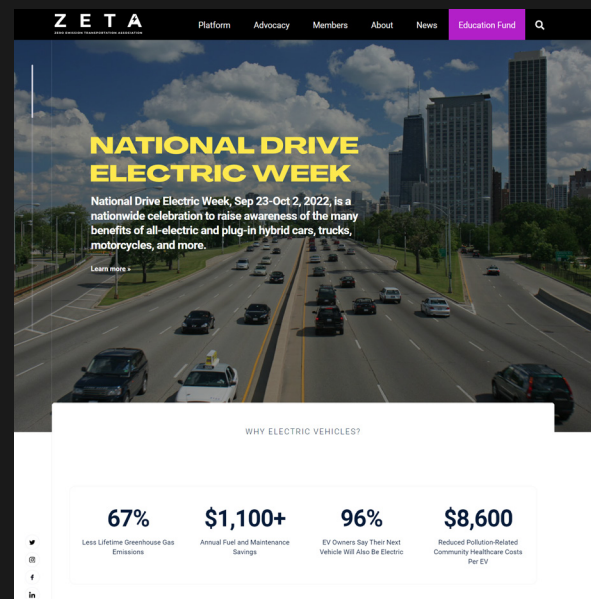 ZETA
ZERO EMISSION TRANSPORTATION ASSOCIATION
Platform Advocacy Members About News Education Fund
NATIONAL DRIVE
ELECTRIC WEEK
National Drive Electric Week, Sep 23-Oct 2, 2022, is a
nationwide celebration to raise awareness of the many
benefits of all-electric and plug-in hybrid cars, trucks,
motorcycles, and more.
Learn more »
WHY ELECTRIC VEHICLES?
67%
Less Lifetime Greenhouse Gas
Emissions
$1,100+
Annual Fuel and Maintenance
Savings
96%
EV Owners Say Their Next
Vehicle Will Also Be Electric
$8,600
Reduced Pollution-Related
Community Healthcare Costs
Per EV